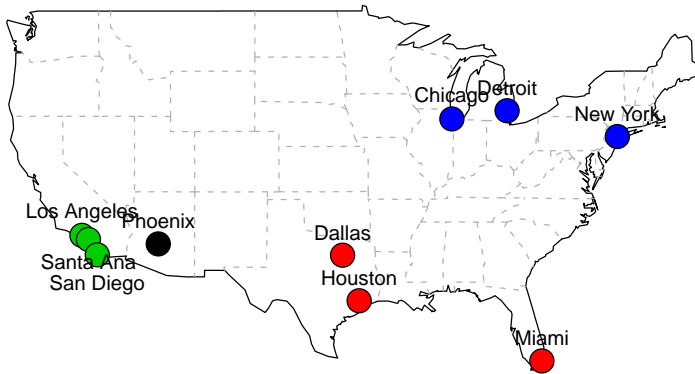 Detroit
Chicago
New York
Los Angeles
Phoenix
Dallas
Santa Ana
Houston
San Diego
Miami